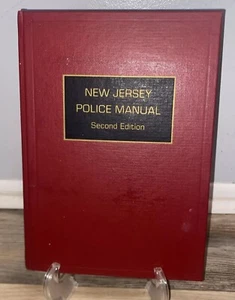 NEW JERSEY
POLICE MANUAL
Second Edition